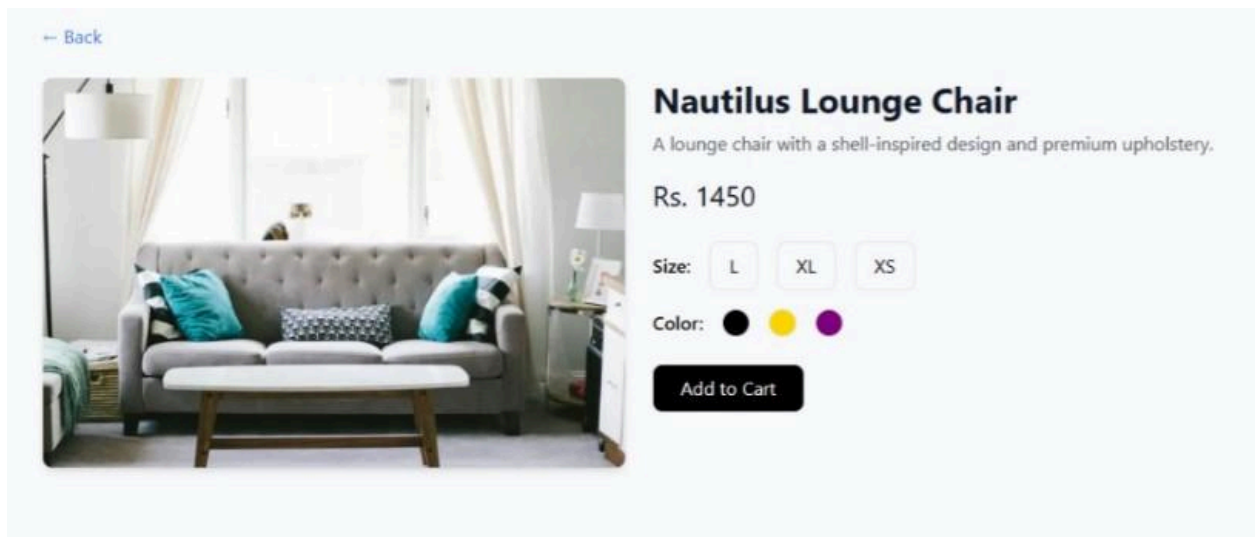 ← Back
Nautilus Lounge Chair
A lounge chair with a shell-inspired design and premium upholstery.
Rs. 1450
Size: L XL XS
Color:
Add to Cart